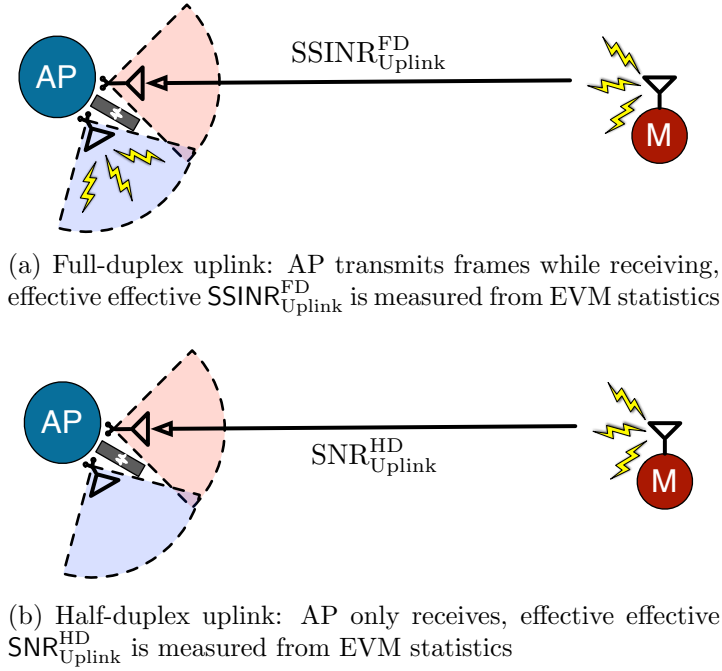 AP
SSINR^FD_Uplink
M
(a) Full-duplex uplink: AP transmits frames while receiving,
effective effective SSINR^FD_Uplink is measured from EVM statistics
AP
SNR^HD_Uplink
M
(b) Half-duplex uplink: AP only receives, effective effective
SNR^HD_Uplink is measured from EVM statistics